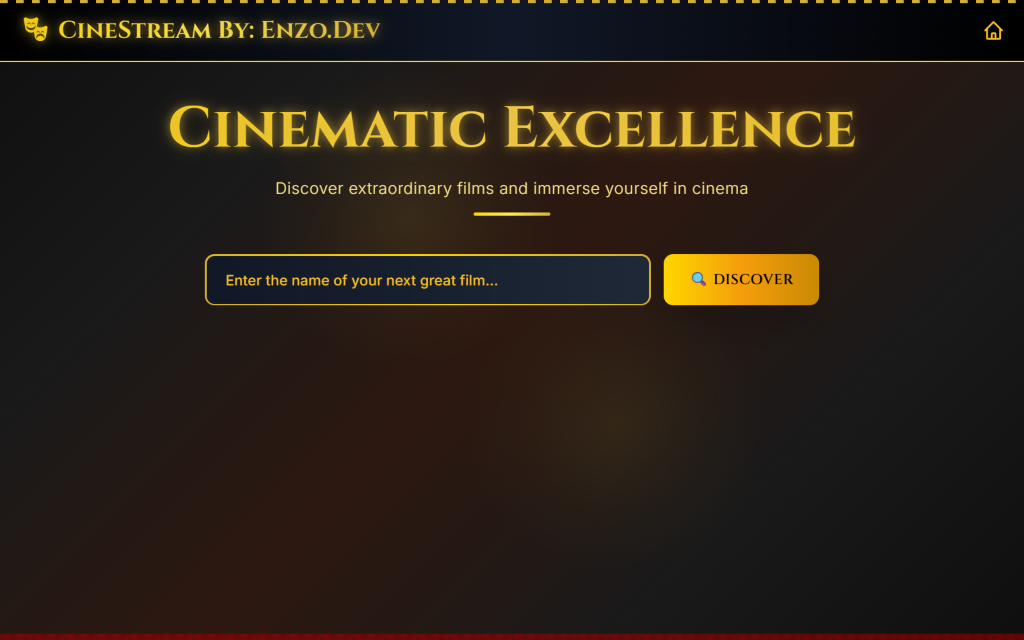 CineStream By: Enzo.Dev
Cinematic Excellence
Discover extraordinary films and immerse yourself in cinema
Enter the name of your next great film...
DISCOVER